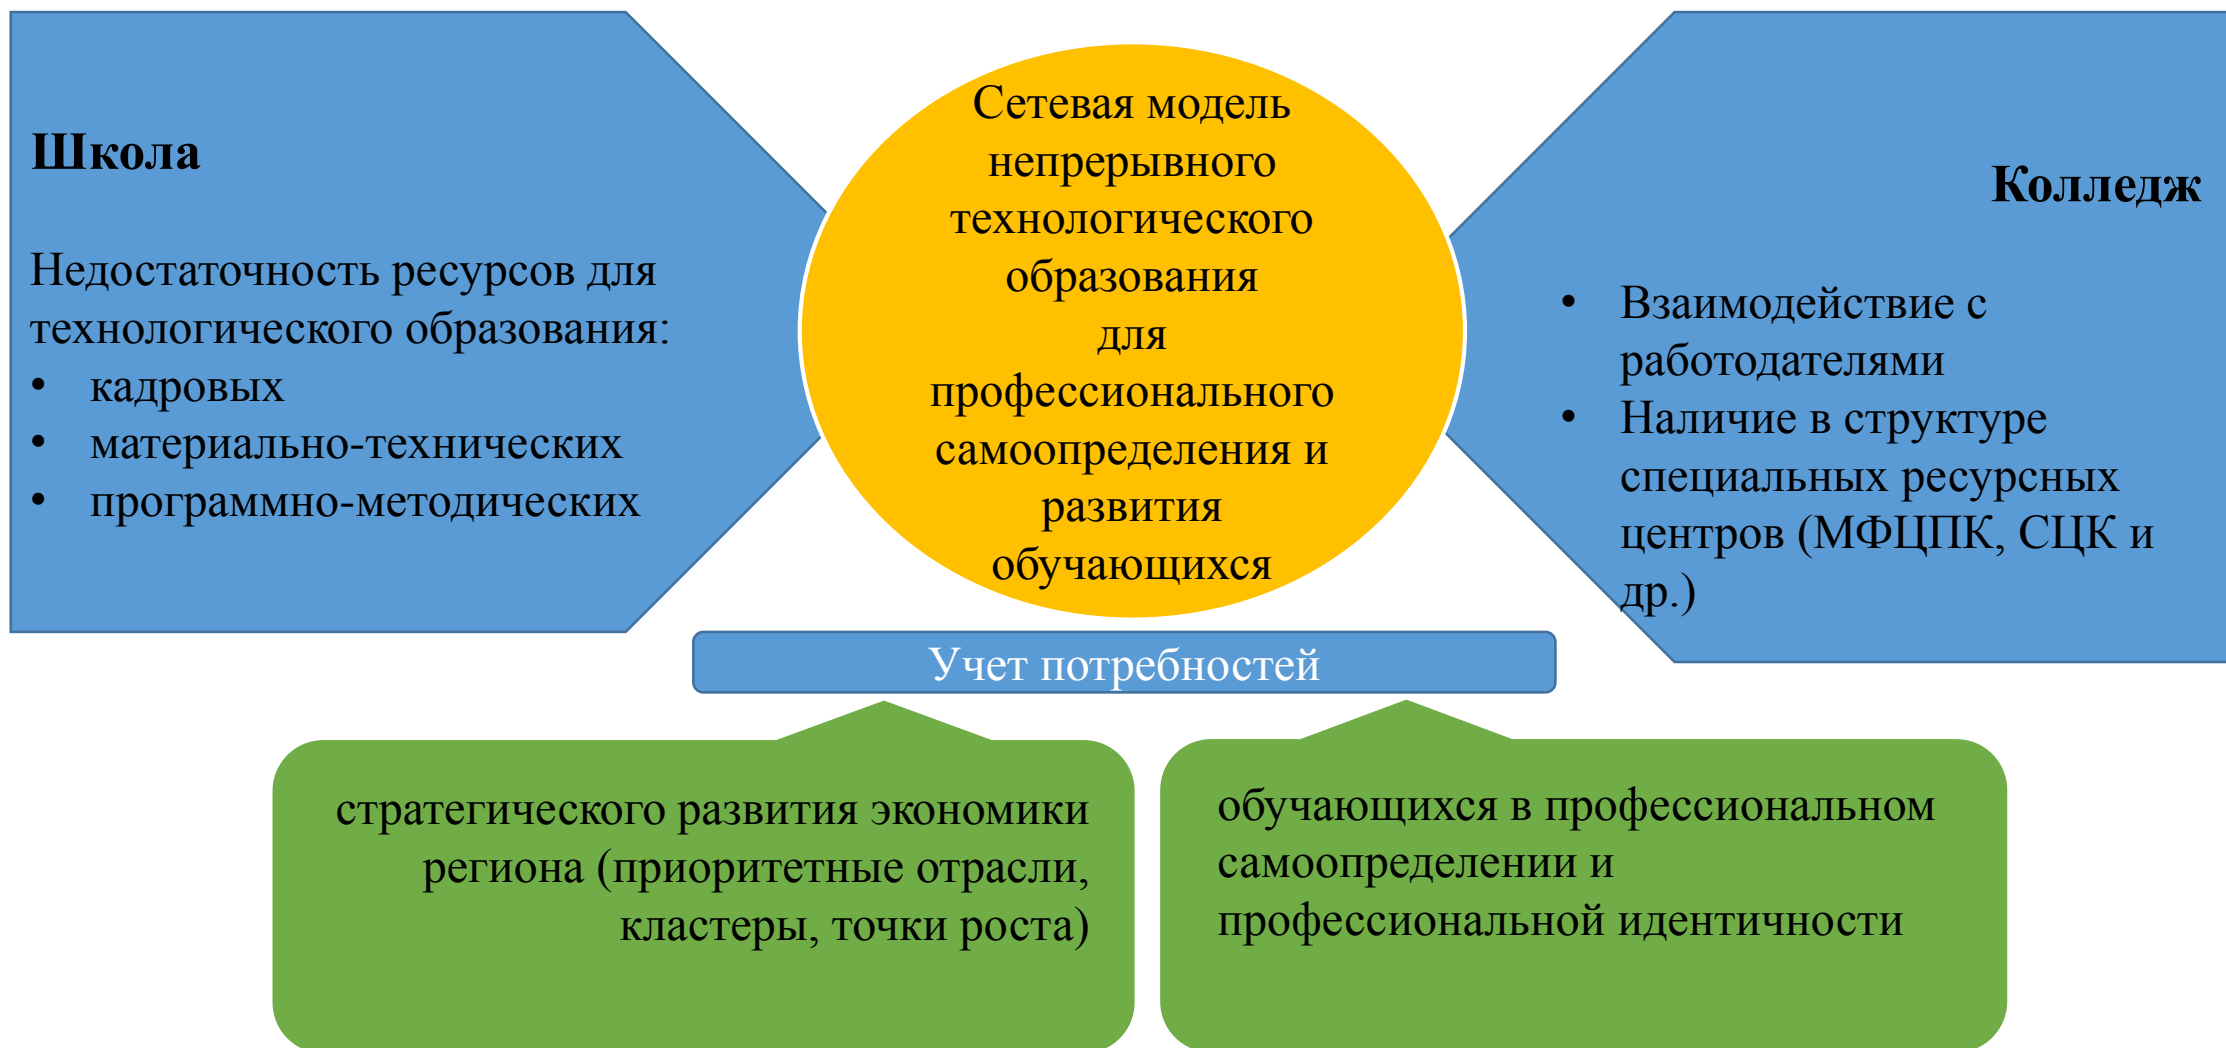 Школа
Недостаточность ресурсов для
технологического образования:
• кадровых
• материально-технических
• программно-методических
Сетевая модель
непрерывного
технологического
образования
для
профессионального
самоопределения и
развития
обучающихся
Колледж
• Взаимодействие с
работодателями
• Наличие в структуре
специальных ресурсных
центров (МФЦПК, СЦК и
др.)
Учет потребностей
стратегического развития экономики
региона (приоритетные отрасли,
кластеры, точки роста)
обучающихся в профессиональном
самоопределении и
профессиональной идентичности